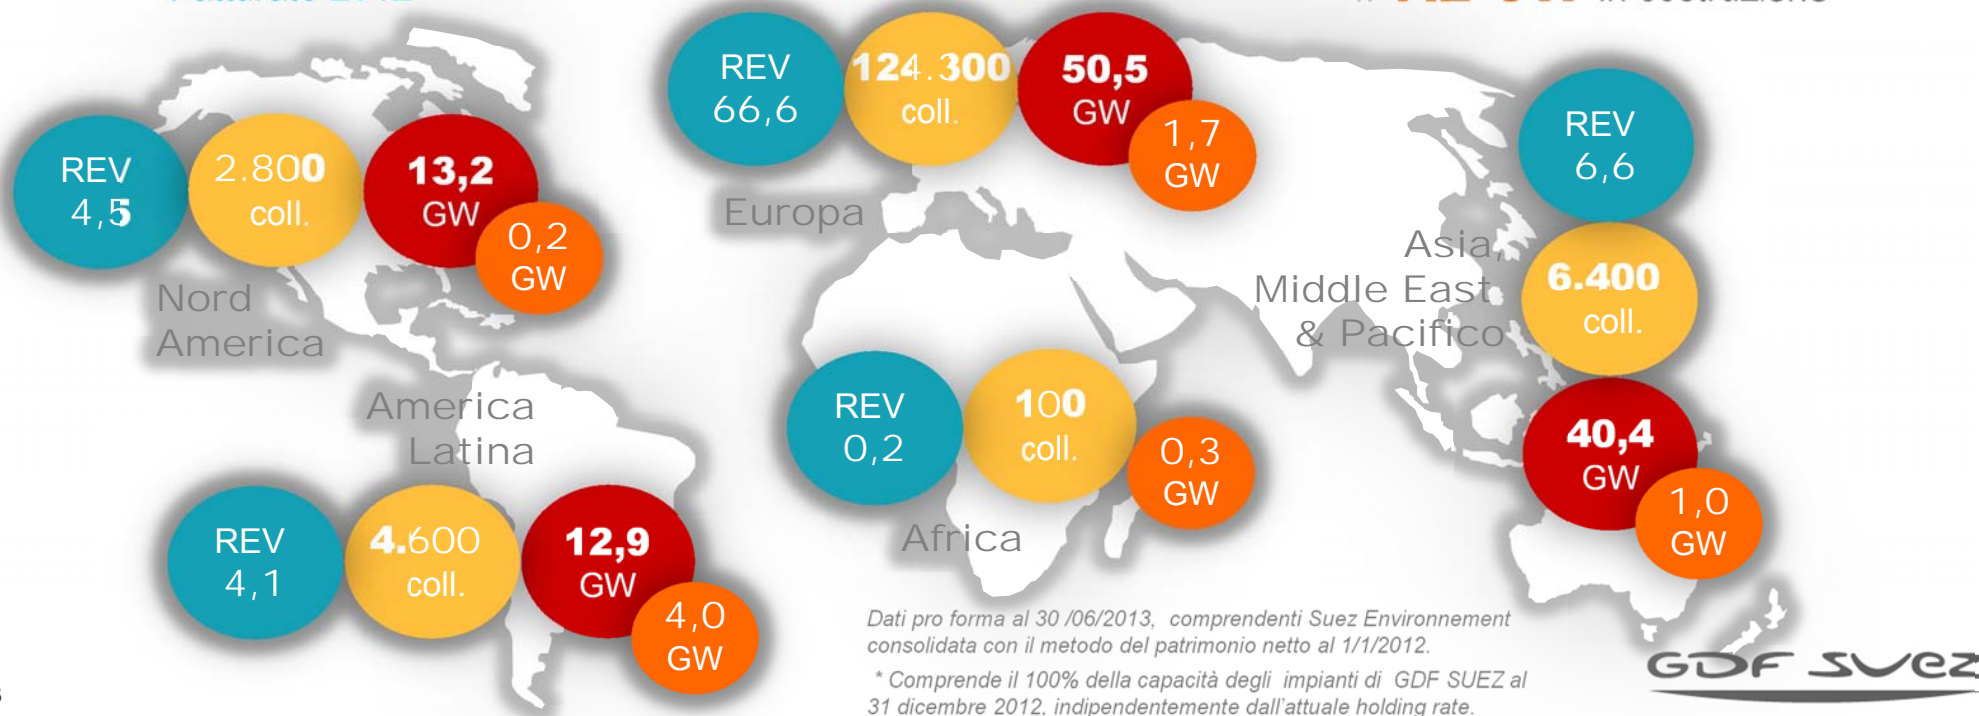 REV
66,6
124.300
coll.
50,5
GW
1,7
GW
Europa
REV
4,5
2.800
coll.
13,2
GW
0,2
GW
Nord
America
REV
6,6
6.400
coll.
40,4
GW
1,0
GW
Asia,
Middle East
& Pacifico
America
Latina
REV
4,1
4.600
coll.
12,9
GW
4,0
GW
REV
0,2
100
coll.
0,3
GW
Africa
Dati pro forma al 30 /06/2013, comprendenti Suez Environnement
consolidata con il metodo del patrimonio netto al 1/1/2012.
* Comprende il 100% della capacità degli impianti di GDF SUEZ al
31 dicembre 2012, indipendentemente dall'attuale holding rate.
GDF SUEZ